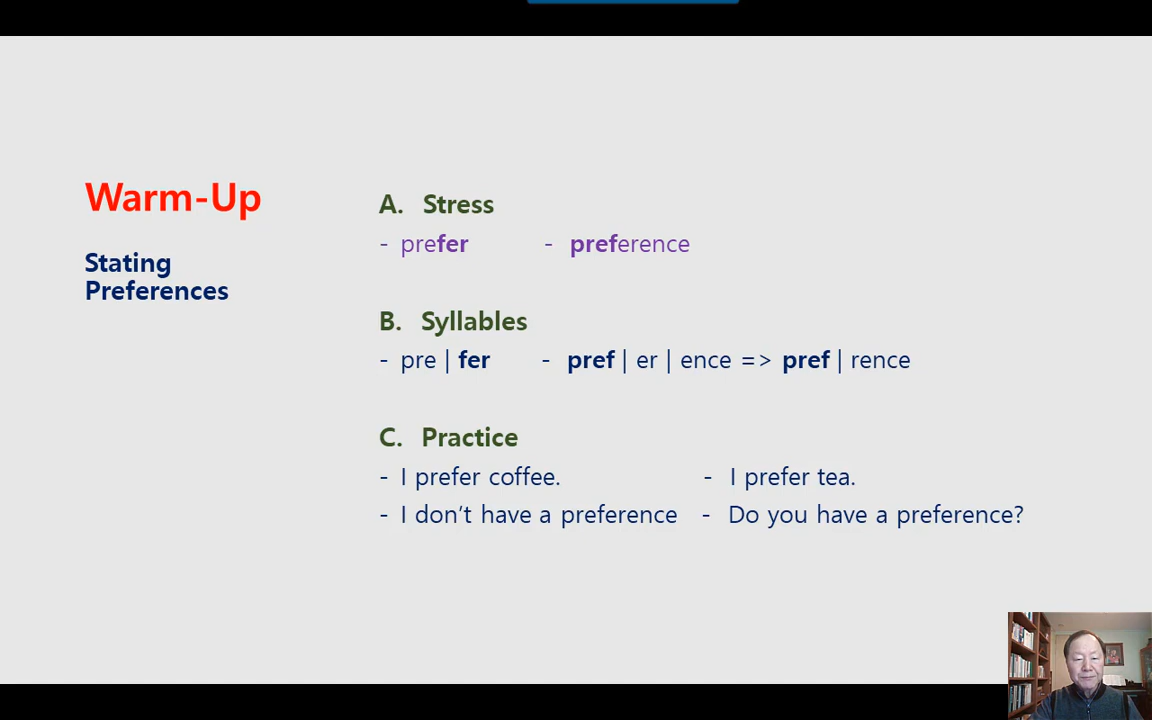 Warm-Up
Stating
Preferences
A. Stress
- prefer - preference
B. Syllables
- pre | fer - pref | er | ence => pref | rence
C. Practice
- I prefer coffee. - I prefer tea.
- I don't have a preference - Do you have a preference?